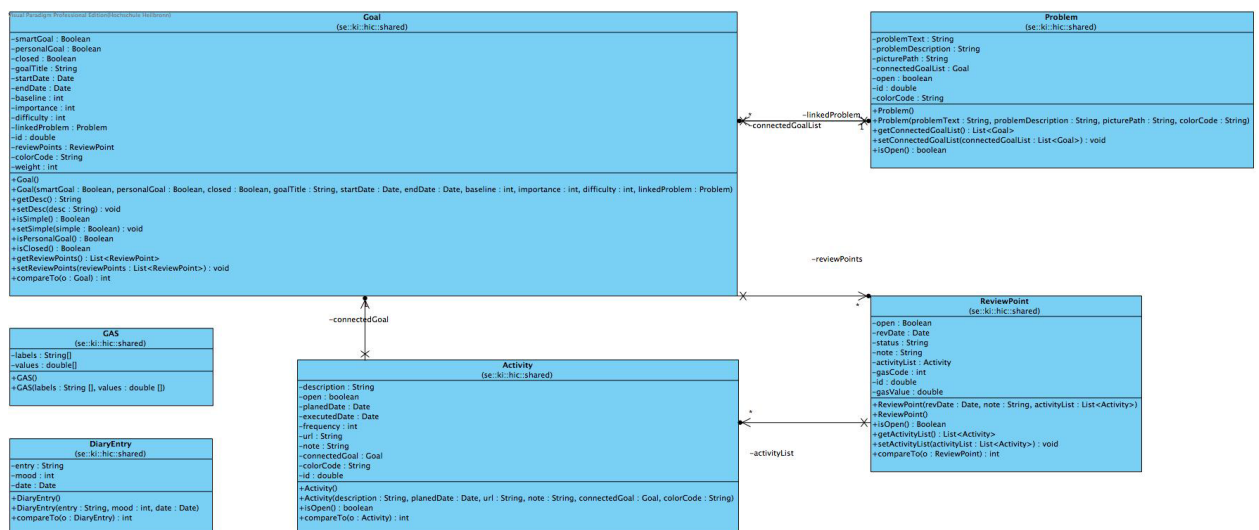 Visual Paradigm Professional Edition(Hochschule Heilbronn)
Goal
(se::ki::hic::shared)
-smartGoal : Boolean
-personalGoal : Boolean
-closed : Boolean
-goalTitle : String
-startDate : Date
-endDate : Date
-baseline : int
-importance : int
-difficulty : int
-linkedProblem : Problem
-id : double
-reviewPoints : ReviewPoint
-colorCode : String
-weight : int
+Goal()
+Goal(smartGoal : Boolean, personalGoal : Boolean, closed : Boolean, goalTitle : String, startDate : Date, endDate : Date, baseline : int, importance : int, difficulty : int, linkedProblem : Problem)
+getDesc() : String
+setDesc(desc : String) : void
+isSimple() : Boolean
+setSimple(simple : Boolean) : void
+isPersonalGoal() : Boolean
+isClosed() : Boolean
+getReviewPoints() : List<ReviewPoint>
+setReviewPoints(reviewPoints : List<ReviewPoint>) : void
+compareTo(o : Goal) : int
*
-linkedProblem
-connectedGoalList
1
Problem
(se::ki::hic::shared)
-problemText : String
-problemDescription : String
-picturePath : String
-connectedGoalList : Goal
-open : boolean
-id : double
-colorCode : String
+Problem()
+Problem(problemText : String, problemDescription : String, picturePath : String, colorCode : String)
+getConnectedGoalList() : List<Goal>
+setConnectedGoalList(connectedGoalList : List<Goal>) : void
+isOpen() : boolean
-reviewPoints
*
1
-connectedGoal
GAS
(se::ki::hic::shared)
-labels : String[]
-values : double[]
+GAS()
+GAS(labels : String [], values : double [])
DiaryEntry
(se::ki::hic::shared)
-entry : String
-mood : int
-date : Date
+DiaryEntry()
+DiaryEntry(entry : String, mood : int, date : Date)
+compareTo(o : DiaryEntry) : int
Activity
(se::ki::hic::shared)
-description : String
-open : boolean
-planedDate : Date
-executedDate : Date
-frequency : int
-url : String
-note : String
-connectedGoal : Goal
-colorCode : String
-id : double
+Activity()
+Activity(description : String, planedDate : Date, url : String, note : String, connectedGoal : Goal, colorCode : String)
+isOpen() : boolean
+compareTo(o : Activity) : int
*
-activityList
ReviewPoint
(se::ki::hic::shared)
-open : Boolean
-revDate : Date
-status : String
-note : String
-activityList : Activity
-gasCode : int
-id : double
-gasValue : double
+ReviewPoint(revDate : Date, note : String, activityList : List<Activity>)
+ReviewPoint()
+isOpen() : Boolean
+getActivityList() : List<Activity>
+setActivityList(activityList : List<Activity>) : void
+compareTo(o : ReviewPoint) : int